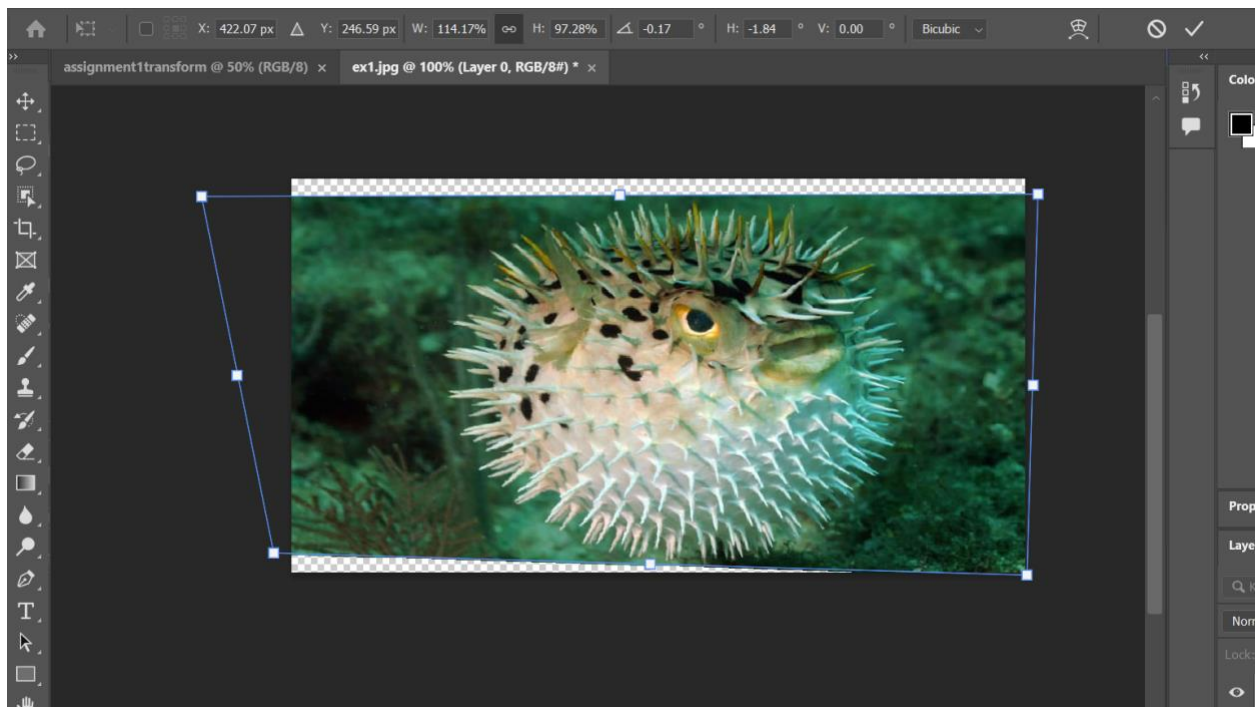 X: 422.07 px Δ Y: 246.59 px W: 114.17% H: 97.28% -0.17 ° H: -1.84 ° V: 0.00 ° Bicubic
assignment1transform @ 50% (RGB/8) × ex1.jpg @ 100% (Layer 0, RGB/8#) * ×
Colo
Prop
Laye
Norr
Lock: